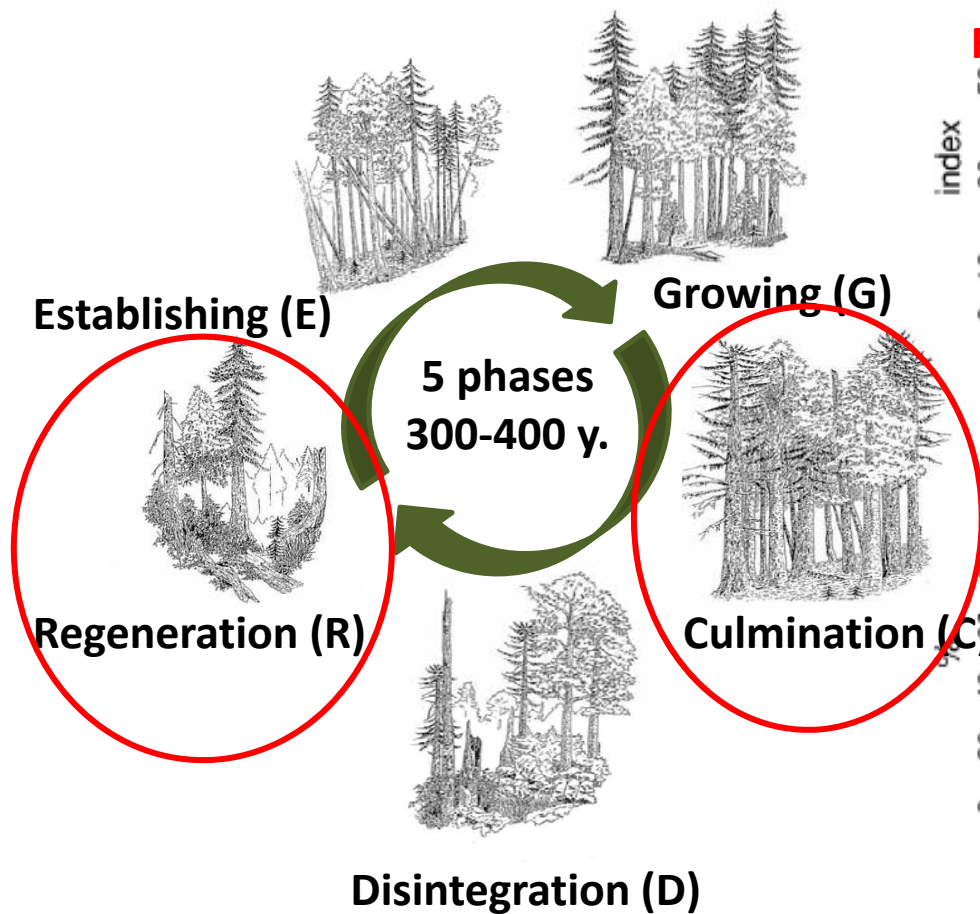 Establishing (E)
Growing (G)
5 phases
300-400 y.
Regeneration (R)
Culmination (C)
Disintegration (D)
index
%